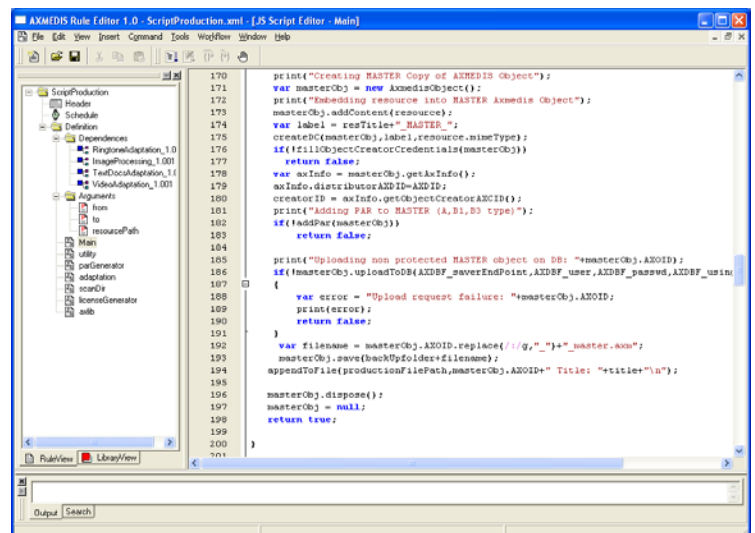 AXMEDIS Rule Editor 1.0 - ScriptProduction.xml - [JS Script Editor - Main]
File Edit View Insert Command Tools Workflow Window Help
ScriptProduction
Header
Schedule
Definition
Dependences
RingtoneAdaptation_1.0
ImageProcessing_1.001
TextDocsAdaptation_1.(
VideoAdaptation_1.001
Arguments
from
to
resourcePath
Main
utility
parGenerator
adaptation
scanDir
licenseGenerator
axlib
RuleView LibraryView
170 print("Creating MASTER Copy of AXMEDIS Object");
171 var masterObj = new AxmedisObject();
172 print("Embedding resource into MASTER Axmedis Object");
173 masterObj.addContent(resource);
174 var label = resTitle+"_MASTER_";
175 createDC(masterObj,label,resource.mimeType);
176 if(!fillObjectCreatorCredentials(masterObj))
177 return false;
178 var axInfo = masterObj.getAxInfo();
179 axInfo.distributorAXDID=AXDID;
180 creatorID = axInfo.getObjectCreatorAXCID();
181 print("Adding PAR to MASTER (A,B1,B3 type)");
182 if(!addPar(masterObj))
183 return false;
184
185 print("Uploading non protected MASTER object on DB: "+masterObj.AXOID);
186 if(!masterObj.uploadToDB(AXDBF_saverEndPoint,AXDBF_user,AXDBF_passwd,AXDBF_using
187 {
188 var error = "Upload request failure: "+masterObj.AXOID;
189 print(error);
190 return false;
191 }
192 var filename = masterObj.AXOID.replace(/:/g,"_")+"_master.axm";
193 masterObj.save(backUpfolder+filename);
194 appendToFile(productionFilePath,masterObj.AXOID+" Title: "+title+"\n");
195
196 masterObj.dispose();
197 masterObj = null;
198 return true;
199
200 }
201
Output Search